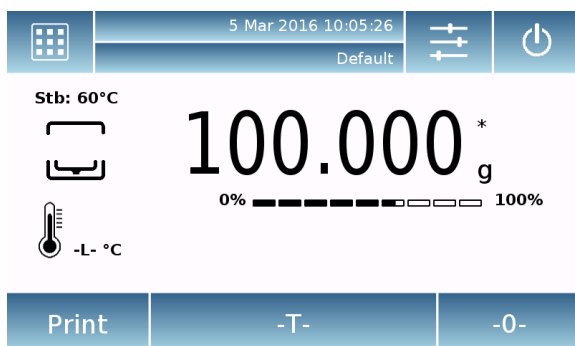 5 Mar 2016 10:05:26
Default
Stb: 60°C
100.000 * g
0% 100%
-L- °C
Print -T- -0-